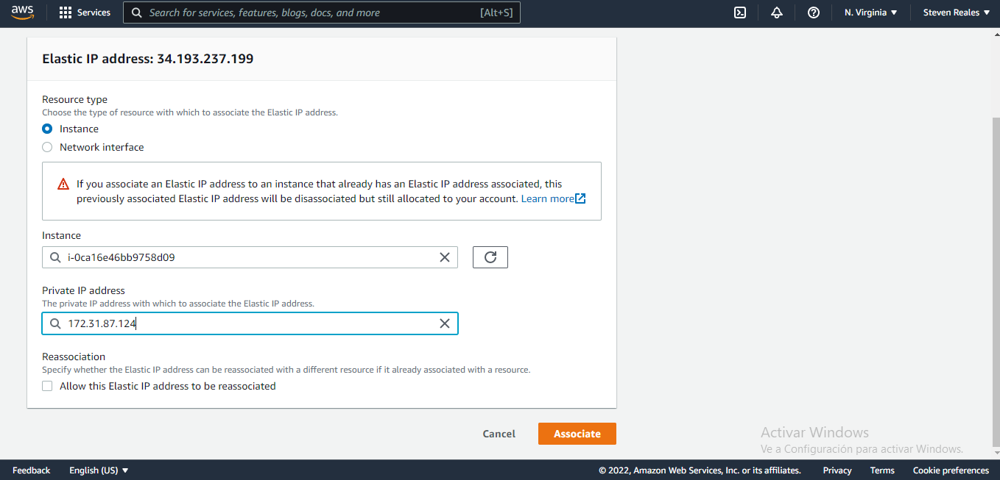 aws Services Search for services, features, blogs, docs, and more [Alt+S] N. Virginia Steven Reales
Elastic IP address: 34.193.237.199
Resource type
Choose the type of resource with which to associate the Elastic IP address.
Instance
Network interface
If you associate an Elastic IP address to an instance that already has an Elastic IP address associated, this
previously associated Elastic IP address will be disassociated but still allocated to your account. Learn more
Instance
i-0ca16e46bb9758d09
Private IP address
The private IP address with which to associate the Elastic IP address.
172.31.87.124
Reassociation
Specify whether the Elastic IP address can be reassociated with a different resource if it already associated with a resource.
Allow this Elastic IP address to be reassociated
Cancel Associate
Activar Windows
Ve a Configuración para activar Windows.
Feedback English (US) © 2022, Amazon Web Services, Inc. or its affiliates. Privacy Terms Cookie preferences